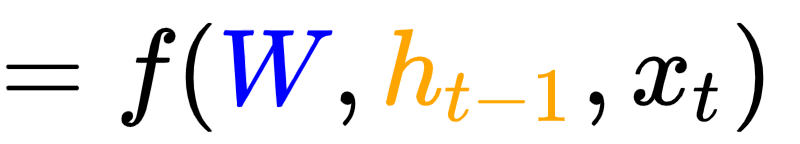 = f(W, h_{t-1}, x_t)